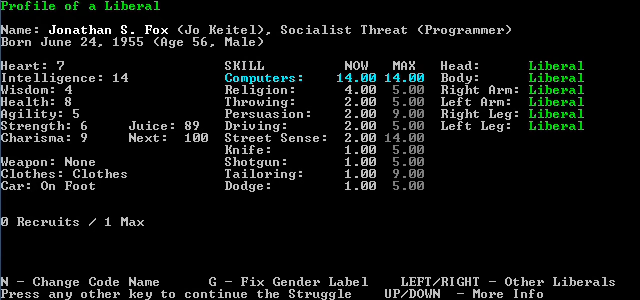 Profile of a Liberal
Name: Jonathan S. Fox (Jo Keitel), Socialist Threat (Programmer)
Born June 24, 1955 (Age 56, Male)
Heart: 7 SKILL NOW MAX Head: Liberal
Intelligence: 14 Computers: 14.00 14.00 Body: Liberal
Wisdom: 4 Religion: 4.00 5.00 Right Arm: Liberal
Health: 8 Throwing: 2.00 5.00 Left Arm: Liberal
Agility: 5 Persuasion: 2.00 9.00 Right Leg: Liberal
Strength: 6 Juice: 89 Driving: 2.00 5.00 Left Leg: Liberal
Charisma: 9 Next: 100 Street Sense: 2.00 14.00
Knife: 1.00 5.00
Weapon: None Shotgun: 1.00 5.00
Clothes: Clothes Tailoring: 1.00 9.00
Car: On Foot Dodge: 1.00 5.00
0 Recruits / 1 Max
N - Change Code Name G - Fix Gender Label LEFT/RIGHT - Other Liberals
Press any other key to continue the Struggle UP/DOWN - More Info